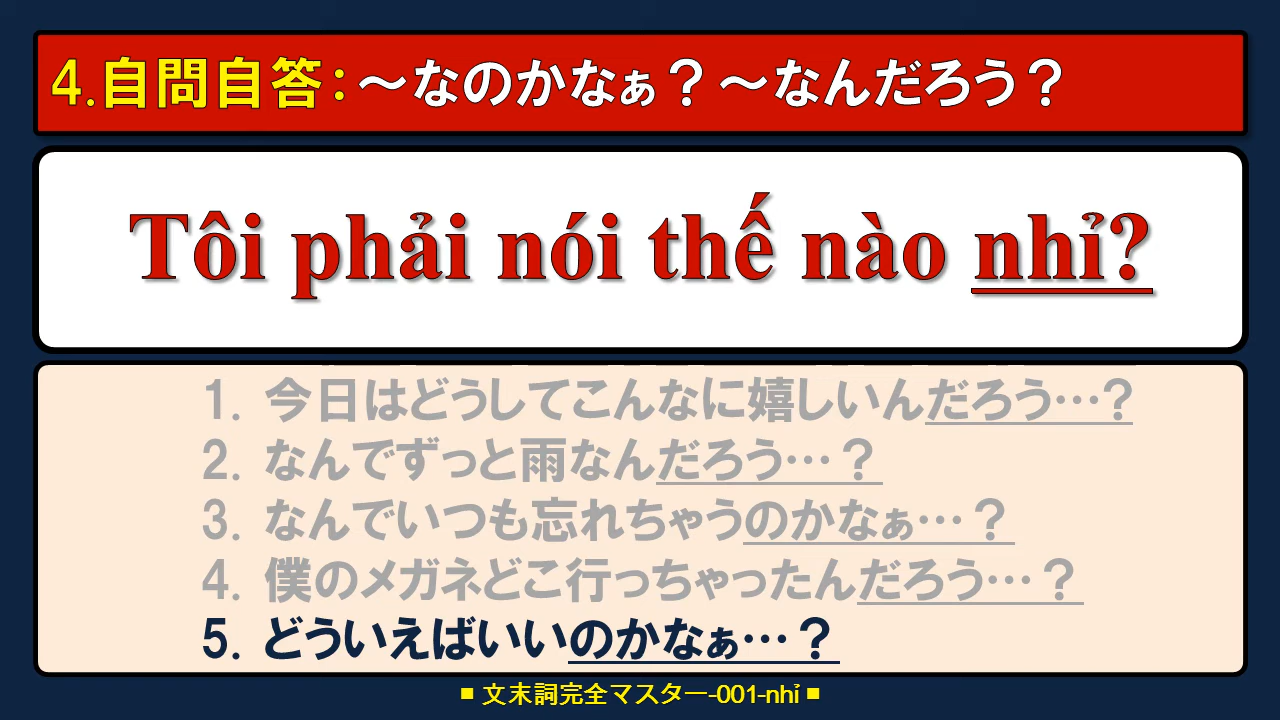 4.自問自答：～なのかなぁ？～なんだろう？
Tôi phải nói thế nào nhỉ?
1. 今日はどうしてこんなに嬉しいんだろう…?
2. なんでずっと雨なんだろう…？
3. なんでいつも忘れちゃうのかなぁ…？
4. 僕のメガネどこ行っちゃったんだろう…？
5. どういえばいいのかなぁ…？
■ 文末詞完全マスター-001-nhỉ ■